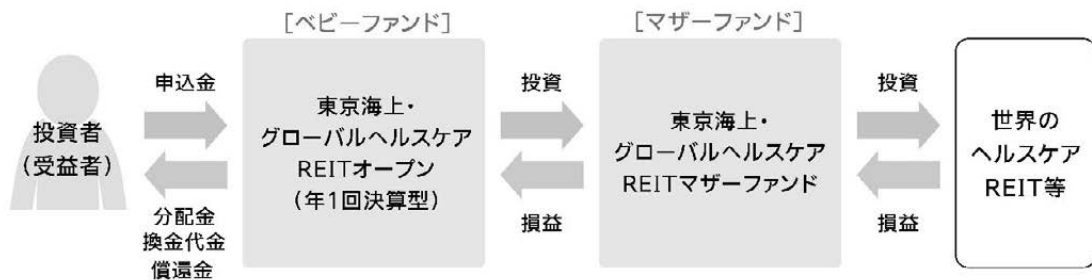 [ベビーファンド]
[マザーファンド]
投資者
(受益者)
申込金
分配金
換金代金
償還金
東京海上・
グローバルヘルスケア
REITオープン
(年1回決算型)
投資
損益
東京海上・
グローバルヘルスケア
REITマザーファンド
投資
損益
世界の
ヘルスケア
REIT等